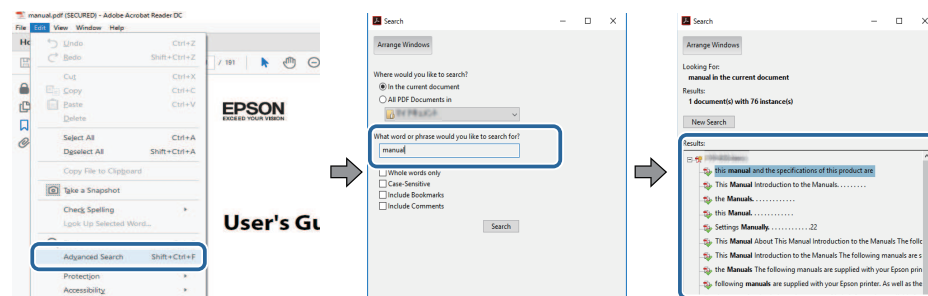 manual.pdf (SECURED) - Adobe Acrobat Reader DC
File Edit View Window Help
Undo Ctrl+Z
Redo Shift+Ctrl+Z
Cut Ctrl+X
Copy Ctrl+C
Paste Ctrl+V
Delete
Select All Ctrl+A
Deselect All Shift+Ctrl+A
Copy File to Clipboard
Take a Snapshot
Check Spelling
Look Up Selected Word...
Advanced Search Shift+Ctrl+F
Protection
Accessibility
/ 191
EPSON
EXCEED YOUR VISION
User's Gu
Search
Arrange Windows
Where would you like to search?
In the current document
All PDF Documents in
What word or phrase would you like to search for?
manual
Whole words only
Case-Sensitive
Include Bookmarks
Include Comments
Search
Search
Arrange Windows
Looking For:
manual in the current document
Results:
1 document(s) with 76 instance(s)
New Search
Results:
this manual and the specifications of this product are
This Manual Introduction to the Manuals. . . . . . . . .
the Manuals. . . . . . . . . . . .
this Manual. . . . . . . . . . . .
Settings Manually. . . . . . . . . . . .22
This Manual About This Manual Introduction to the Manuals The follc
This Manual Introduction to the Manuals The following manuals are s
the Manuals The following manuals are supplied with your Epson prin
following manuals are supplied with your Epson printer. As well as the